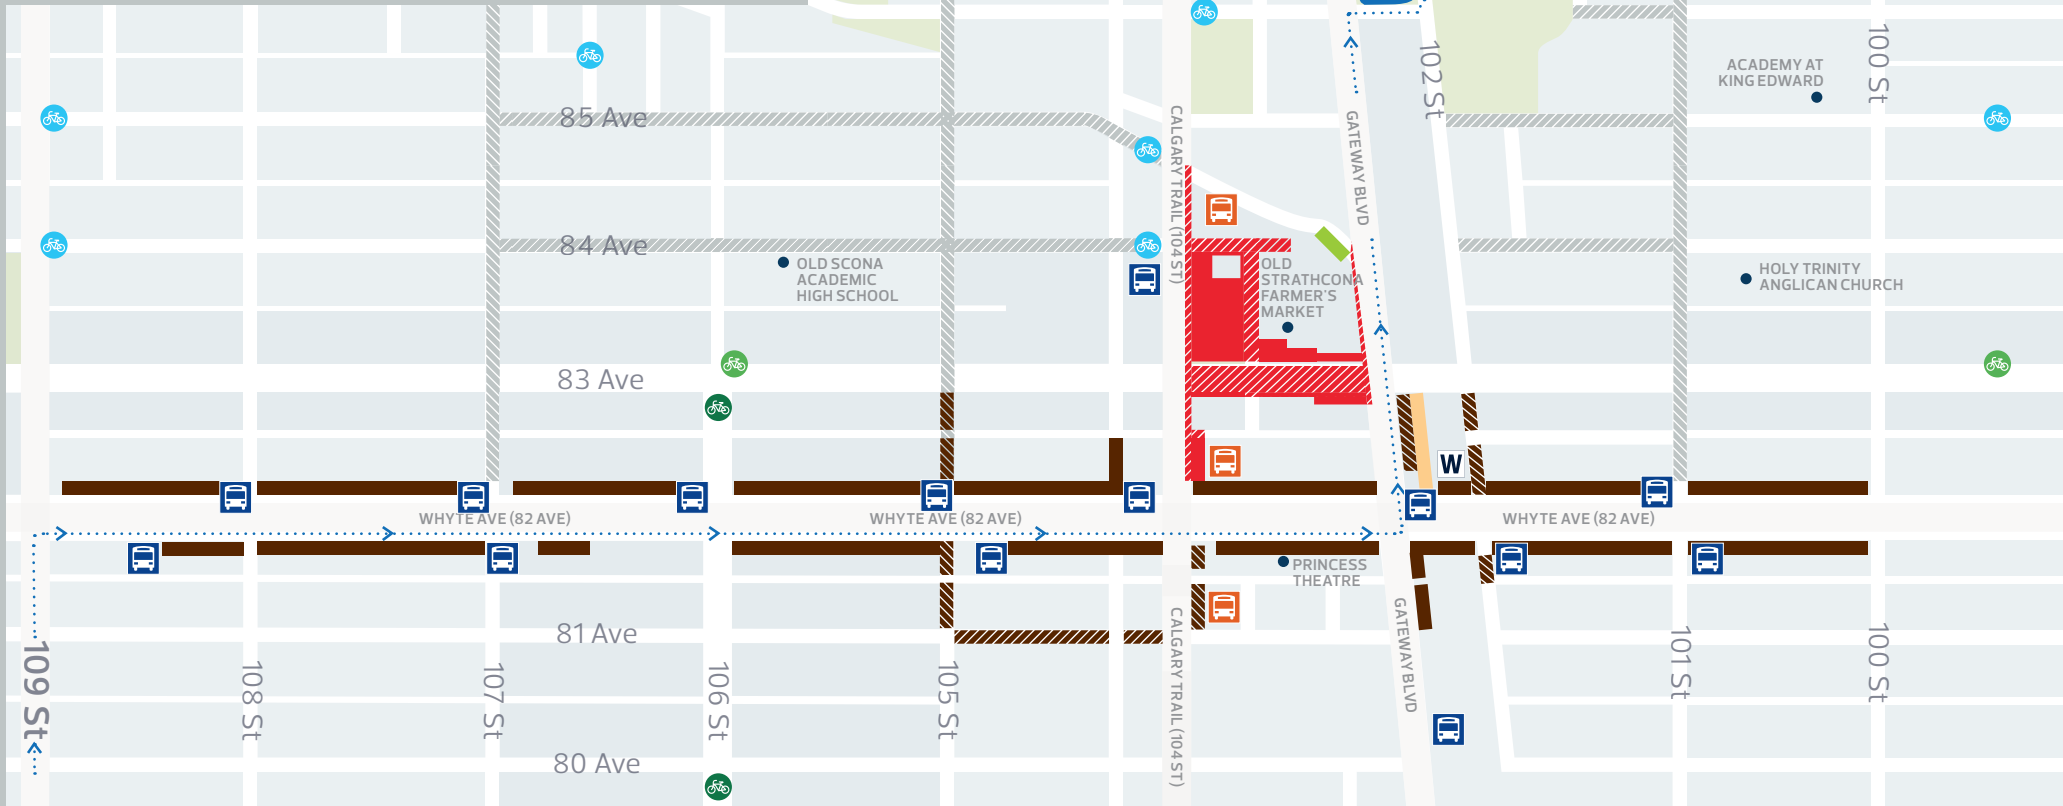 100 St
102 St
ACADEMY AT
KING EDWARD
85 Ave
CALGARY TRAIL (104 ST)
GATEWAY BLVD
84 Ave
OLD SCONA
ACADEMIC
HIGH SCHOOL
OLD
STRATHCONA
FARMER'S
MARKET
HOLY TRINITY
ANGLICAN CHURCH
83 Ave
W
WHYTE AVE (82 AVE)
WHYTE AVE (82 AVE)
WHYTE AVE (82 AVE)
PRINCESS
THEATRE
81 Ave
109 St
108 St
107 St
106 St
105 St
CALGARY TRAIL (104 ST)
GATEWAY BLVD
101 St
100 St
80 Ave